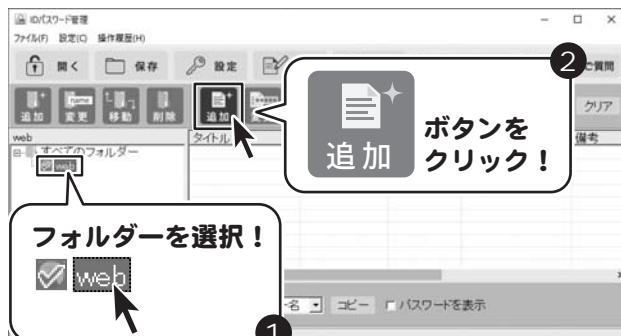 ID/パスワード管理
ファイル(F) 設定(C) 操作履歴(H)
開く 保存 設定
ご質問
追加 name 変更 移動 削除 追加
クリア
web
タイトル
備考
すべてのフォルダー
web
2
追加
ボタンを
クリック！
フォルダーを選択！
web
1
名 コピー パスワードを表示